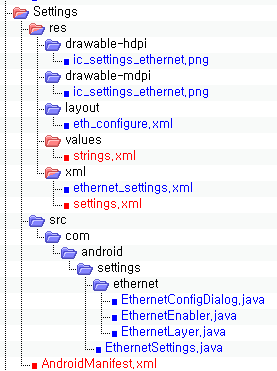 Settings
res
drawable-hdpi
ic_settings_ethernet,png
drawable-mdpi
ic_settings_ethernet,png
layout
eth_configure,xml
values
strings,xml
xml
ethernet_settings,xml
settings,xml
src
com
android
settings
ethernet
EthernetConfigDialog,java
EthernetEnabler,java
EthernetLayer,java
EthernetSettings,java
AndroidManifest,xml